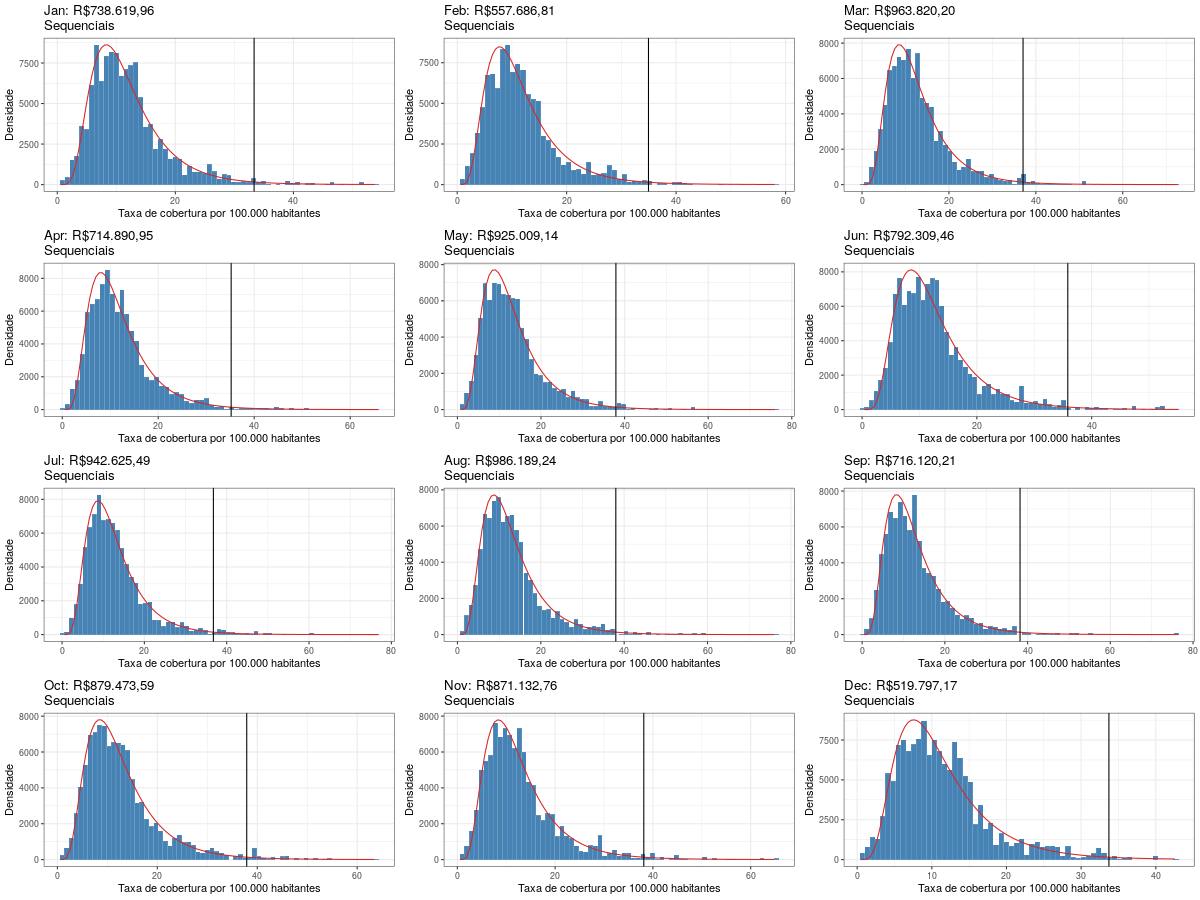 Jan: R$738.619,96
Sequenciais
Densidade
7500
5000
2500
0
0 20 40
Taxa de cobertura por 100.000 habitantes
Feb: R$557.686,81
Sequenciais
Densidade
7500
5000
2500
0
0 20 40 60
Taxa de cobertura por 100.000 habitantes
Mar: R$963.820,20
Sequenciais
Densidade
8000
6000
4000
2000
0
0 20 40 60
Taxa de cobertura por 100.000 habitantes
Apr: R$714.890,95
Sequenciais
Densidade
8000
6000
4000
2000
0
0 20 40 60
Taxa de cobertura por 100.000 habitantes
May: R$925.009,14
Sequenciais
Densidade
8000
6000
4000
2000
0
0 20 40 60 80
Taxa de cobertura por 100.000 habitantes
Jun: R$792.309,46
Sequenciais
Densidade
8000
6000
4000
2000
0
0 20 40
Taxa de cobertura por 100.000 habitantes
Jul: R$942.625,49
Sequenciais
Densidade
8000
6000
4000
2000
0
0 20 40 60 80
Taxa de cobertura por 100.000 habitantes
Aug: R$986.189,24
Sequenciais
Densidade
8000
6000
4000
2000
0
0 20 40 60 80
Taxa de cobertura por 100.000 habitantes
Sep: R$716.120,21
Sequenciais
Densidade
8000
6000
4000
2000
0
0 20 40 60 80
Taxa de cobertura por 100.000 habitantes
Oct: R$879.473,59
Sequenciais
Densidade
8000
6000
4000
2000
0
0 20 40 60
Taxa de cobertura por 100.000 habitantes
Nov: R$871.132,76
Sequenciais
Densidade
8000
6000
4000
2000
0
0 20 40 60
Taxa de cobertura por 100.000 habitantes
Dec: R$519.797,17
Sequenciais
Densidade
7500
5000
2500
0
0 10 20 30 40
Taxa de cobertura por 100.000 habitantes